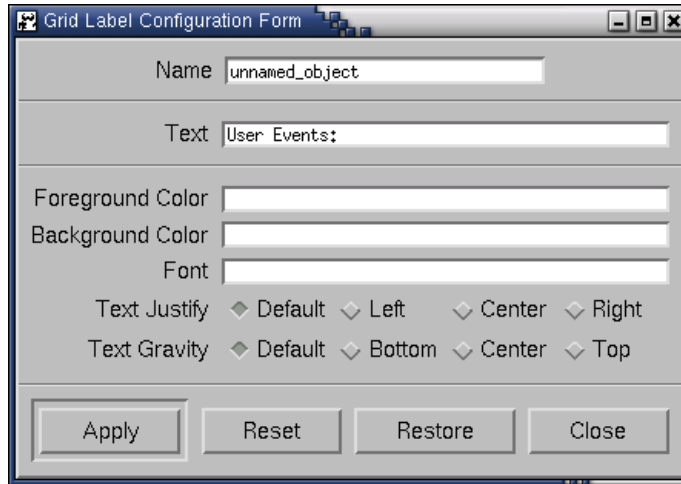 Grid Label Configuration Form
Name unnamed_object
Text User Events:
Foreground Color
Background Color
Font
Text Justify Default Left Center Right
Text Gravity Default Bottom Center Top
Apply Reset Restore Close